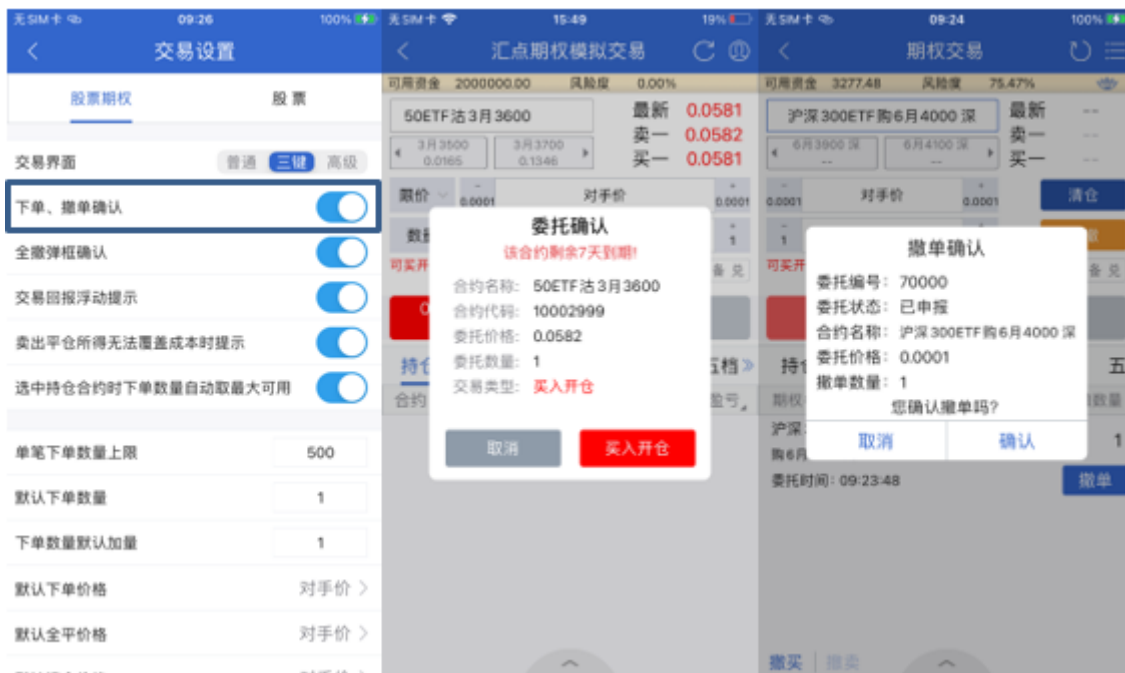 无SIM卡 09:26 100%
交易设置
股票期权 股票
交易界面 普通 三键 高级
下单、撤单确认
全撤弹框确认
交易回报浮动提示
卖出平仓所得无法覆盖成本时提示
选中持仓合约时下单数量自动取最大可用
单笔下单数量上限 500
默认下单数量 1
下单数量默认加量 1
默认下单价格 对手价
默认全平价格 对手价
无SIM卡 15:49 19%
汇点期权模拟交易
可用资金 2000000.00 风险度 0.00%
50ETF沽3月3600 最新 0.0581
卖一 0.0582
3月3500 3月3700
0.0165 0.1346 买一 0.0581
限价 - 0.0001 对手价 + 0.0001
+ 1
可买开 备兑
委托确认
该合约剩余7天到期!
合约名称: 50ETF沽3月3600
合约代码: 10002999
委托价格: 0.0582
委托数量: 1
交易类型: 买入开仓
取消 买入开仓
五档
合约
无SIM卡 09:24 100%
期权交易
可用资金 3277.48 风险度 75.47%
沪深300ETF购6月4000 深 最新 --
卖一 --
6月3900 深 6月4100 深
-- -- 买一 --
- 0.0001 对手价 + 0.0001 清仓
- 1
可买开 备兑
撤单确认
委托编号: 70000
委托状态: 已申报
合约名称: 沪深300ETF购6月4000 深
委托价格: 0.0001
撤单数量: 1
您确认撤单吗?
取消 确认
五
期权 数量
沪深 1
购6月
委托时间: 09:23:48 撤单
撤买 撤卖